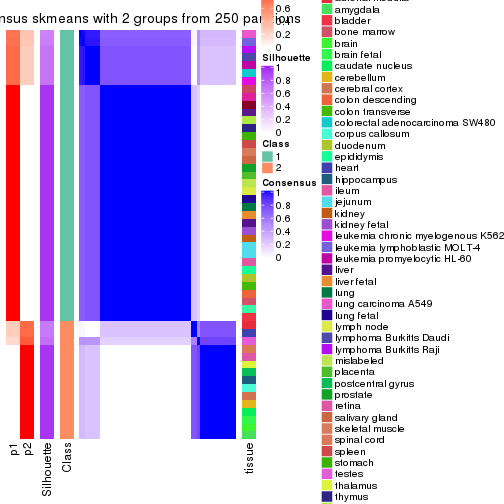 nsus skmeans with 2 groups from 250 par
ns
0.6
0.4
0.2
0
Silhouette
1
0.8
0.6
0.4
0.2
0
Class
1
2
Consensus
1
0.8
0.6
0.4
0.2
0
p1
p2
Silhouette
Class
tissue
amygdala
bladder
bone marrow
brain
brain fetal
caudate nucleus
cerebellum
cerebral cortex
colon descending
colon transverse
colorectal adenocarcinoma SW480
corpus callosum
duodenum
epididymis
heart
hippocampus
ileum
jejunum
kidney
kidney fetal
leukemia chronic myelogenous K562
leukemia lymphoblastic MOLT-4
leukemia promyelocytic HL-60
liver
liver fetal
lung
lung carcinoma A549
lung fetal
lymph node
lymphoma Burkitts Daudi
lymphoma Burkitts Raji
mislabeled
placenta
postcentral gyrus
prostate
retina
salivary gland
skeletal muscle
spinal cord
spleen
stomach
testes
thalamus
thymus